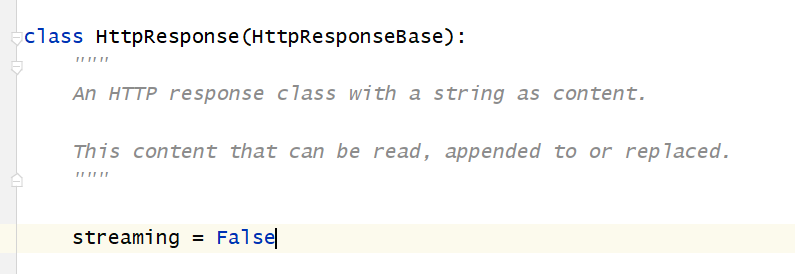 class HttpResponse(HttpResponseBase):
"""
An HTTP response class with a string as content.
This content that can be read, appended to or replaced.
"""
streaming = False